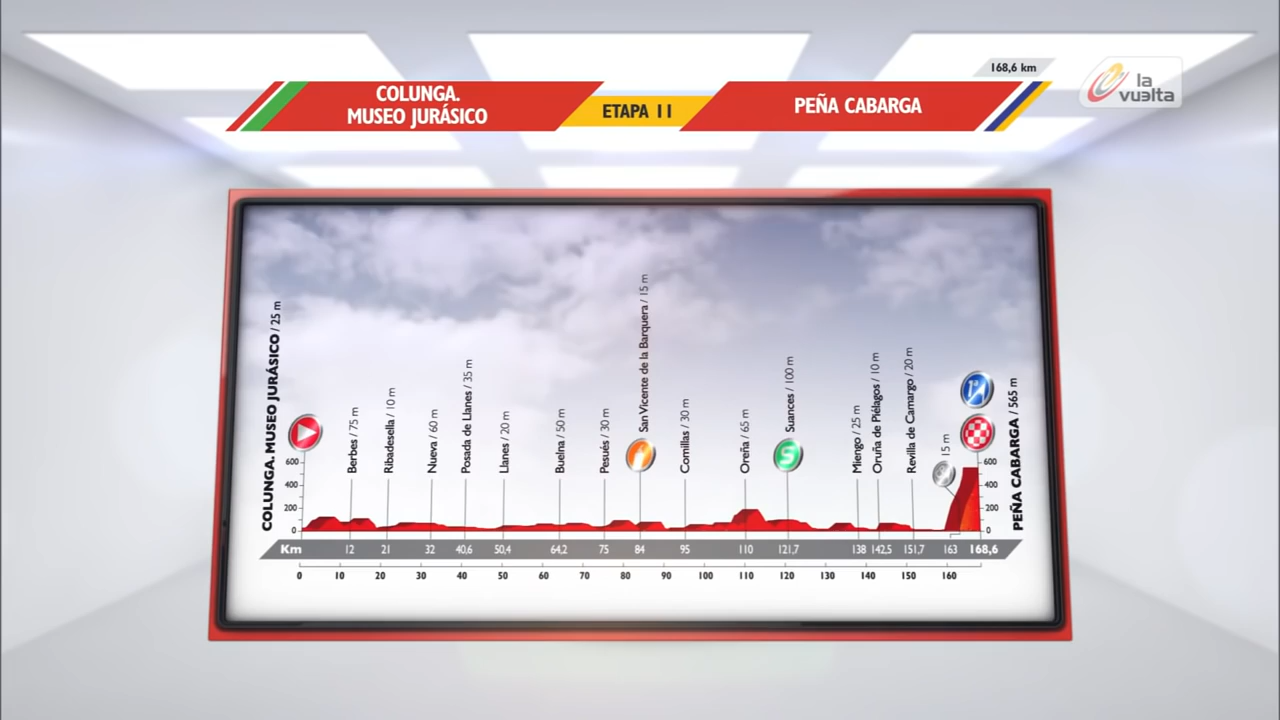 168,6 km
la
vuelta
COLUNGA.
MUSEO JURÁSICO
ETAPA 11
PEÑA CABARGA
COLUNGA. MUSEO JURÁSICO / 25 m
Berbes / 75 m
Ribadesella / 10 m
Nueva / 60 m
Posada de Llanes / 35 m
Llanes / 20 m
Buelna / 50 m
Pesués / 30 m
San Vicente de la Barquera / 15 m
Comillas / 30 m
Oreña / 65 m
Suances / 100 m
S
Miengo / 25 m
Oruña de Piélagos / 10 m
Revilla de Camargo / 20 m
15 m
1ª
PEÑA CABARGA / 565 m
600
400
200
0
600
400
200
0
Km 12 21 32 40,6 50,4 64,2 75 84 95 110 121,7 138 142,5 151,7 163 168,6
0 10 20 30 40 50 60 70 80 90 100 110 120 130 140 150 160